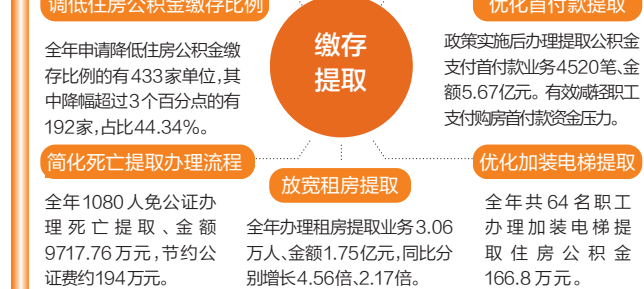 调低住房公积金缴存比例
全年申请降低住房公积金缴
存比例的有433家单位,其
中降幅超过3个百分点的有
192家,占比44.34%。
缴存
提取
优化首付款提取
政策实施后办理提取公积金
支付首付款业务4520笔、金
额5.67亿元。有效减轻职工
支付购房首付款资金压力。
简化死亡提取办理流程
全年1080人免公证办
理死亡提取、金额
9717.76万元,节约公
证费约194万元。
放宽租房提取
全年办理租房提取业务3.06
万人、金额1.75亿元,同比分
别增长4.56倍、2.17倍。
优化加装电梯提取
全年共64名职工
办理加装电梯提
取住房公积金
166.8万元。